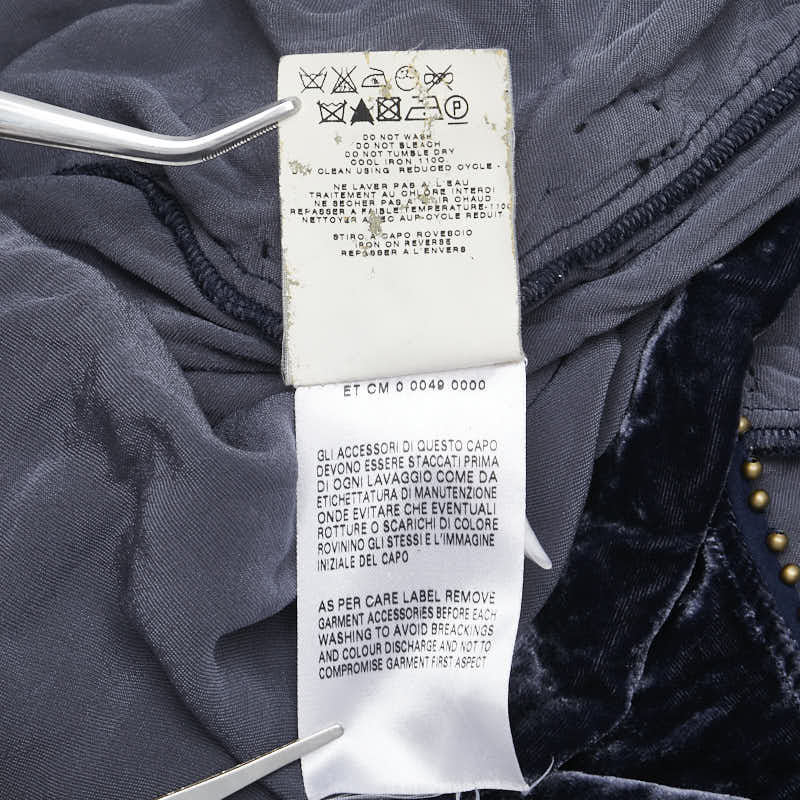 P
DO NOT WASH
DO NOT BLEACH
DO NOT TUMBLE DRY
COOL IRON 110C
CLEAN USING REDUCED CYCLE -
NE LAVER PAS A L'EAU
TRAITEMENT AU CHLORE INTERDI
NE SECHER PAS A AIR CHAUD
REPASSER A FAIBLE TEMPERATURE-110C
NETTOYER A SEC AU CYCLE REDUIT
STIRO A CAPO ROVESCIO
IRON ON REVERSE
REPASSER A L'ENVERS
ET CM 0 0049 0000
GLI ACCESSORI DI QUESTO CAPO
DEVONO ESSERE STACCATI PRIMA
DI OGNI LAVAGGIO COME DA
ETICHETTATURA DI MANUTENZIONE
ONDE EVITARE CHE EVENTUALI
ROTTURE O SCARICHI DI COLORE
ROVININO GLI STESSI E L'IMMAGINE
INIZIALE DEL CAPO
AS PER CARE LABEL REMOVE
GARMENT ACCESSORIES BEFORE EACH
WASHING TO AVOID BREACKINGS
AND COLOUR DISCHARGE AND NOT TO
COMPROMISE GARMENT FIRST ASPECT